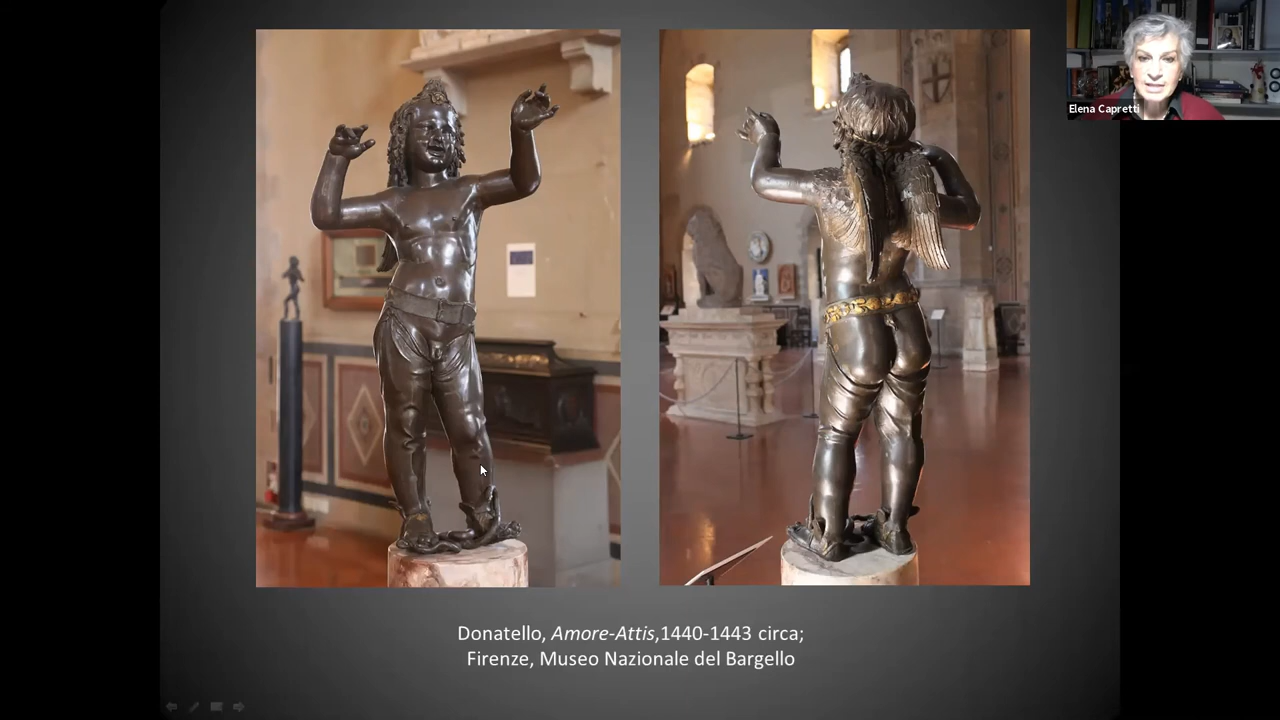 Elena Capretti
Donatello, Amore-Attis,1440-1443 circa;
Firenze, Museo Nazionale del Bargello